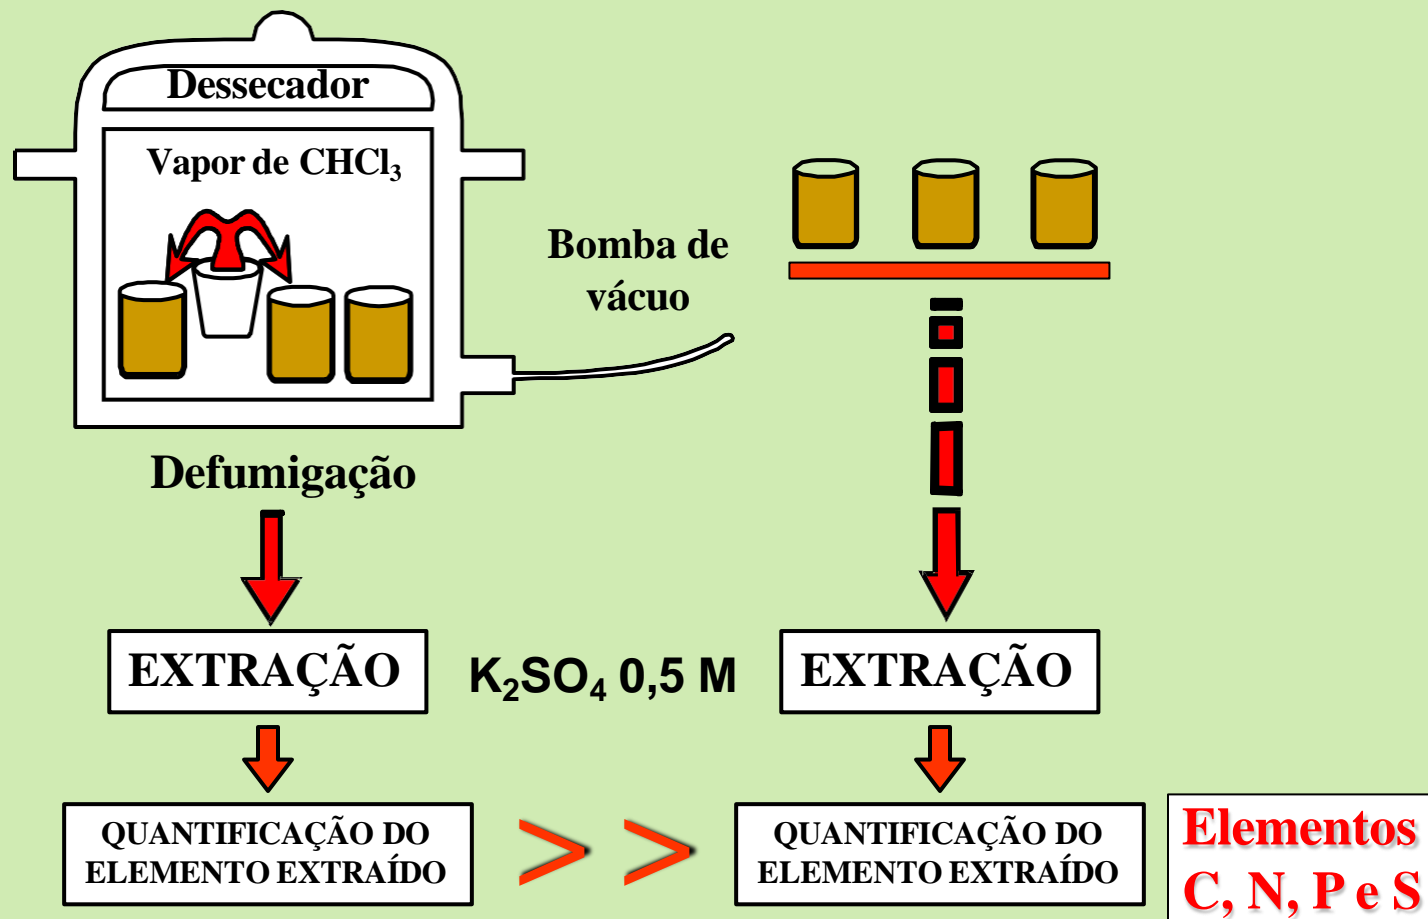 Dessecador
Vapor de CHCl₃
Bomba de
vácuo
Defumigação
EXTRAÇÃO
K₂SO₄ 0,5 M
EXTRAÇÃO
QUANTIFICAÇÃO DO
ELEMENTO EXTRAÍDO
> >
QUANTIFICAÇÃO DO
ELEMENTO EXTRAÍDO
Elementos
C, N, P e S